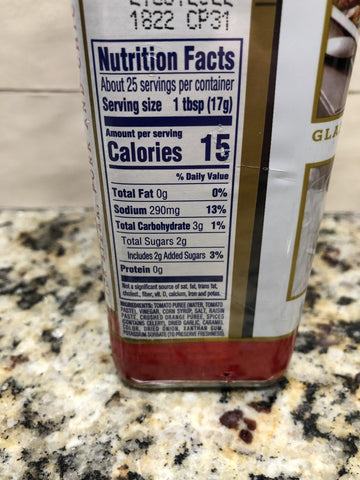 1822 CP31
Nutrition Facts
About 25 servings per container
Serving size 1 tbsp (17g)
Amount per serving
Calories 15
% Daily Value
Total Fat 0g 0%
Sodium 290mg 13%
Total Carbohydrate 3g 1%
Total Sugars 2g
Includes 2g Added Sugars 3%
Protein 0g
Not a significant source of sat. fat, trans fat,
cholest., fiber, vit. D, calcium, iron and potas.
INGREDIENTS: TOMATO PUREE (WATER, TOMATO
PASTE), VINEGAR, CORN SYRUP, SALT, RAISIN
PASTE, CRUSHED ORANGE PUREE, SPICES
(CONTAINS CELERY), DRIED GARLIC, CARAMEL
COLOR, DRIED ONION, XANTHAN GUM,
POTASSIUM SORBATE (TO PRESERVE FRESHNESS).
PORK AND
GLA